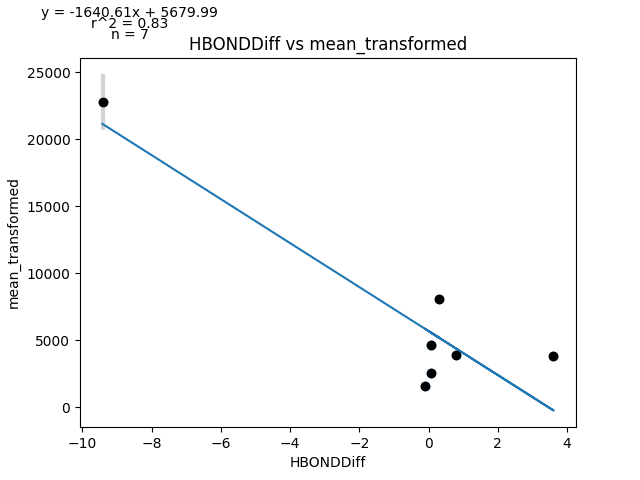 y = -1640.61x + 5679.99
r^2 = 0.83
n = 7
HBONDDiff vs mean_transformed
25000
20000
15000
10000
5000
0
mean_transformed
−10 −8 −6 −4 −2 0 2 4
HBONDDiff